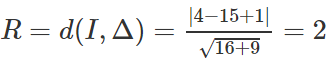 R = d(I, Δ) = |4−15+1| / √(16+9) = 2